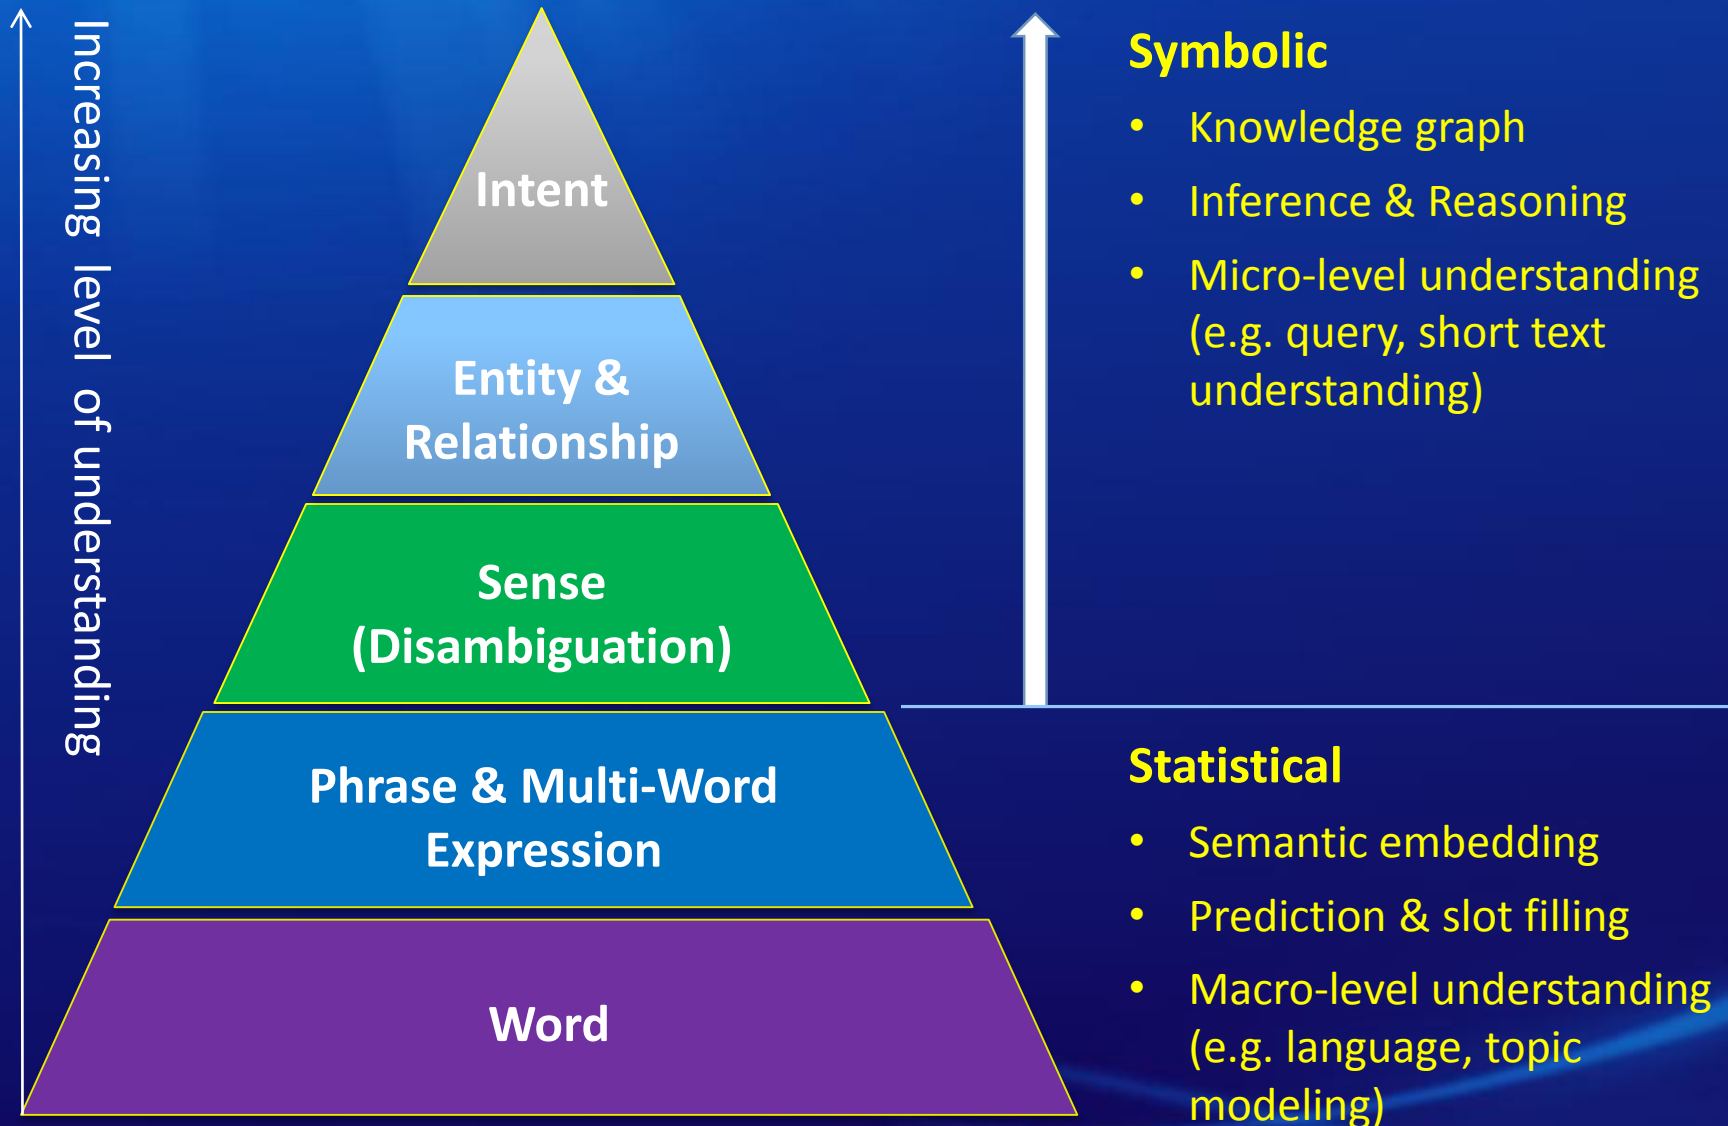 Increasing level of understanding
Intent
Entity &
Relationship
Sense
(Disambiguation)
Phrase & Multi-Word
Expression
Word
Symbolic
• Knowledge graph
• Inference & Reasoning
• Micro-level understanding
(e.g. query, short text
understanding)
Statistical
• Semantic embedding
• Prediction & slot filling
• Macro-level understanding
(e.g. language, topic
modeling)